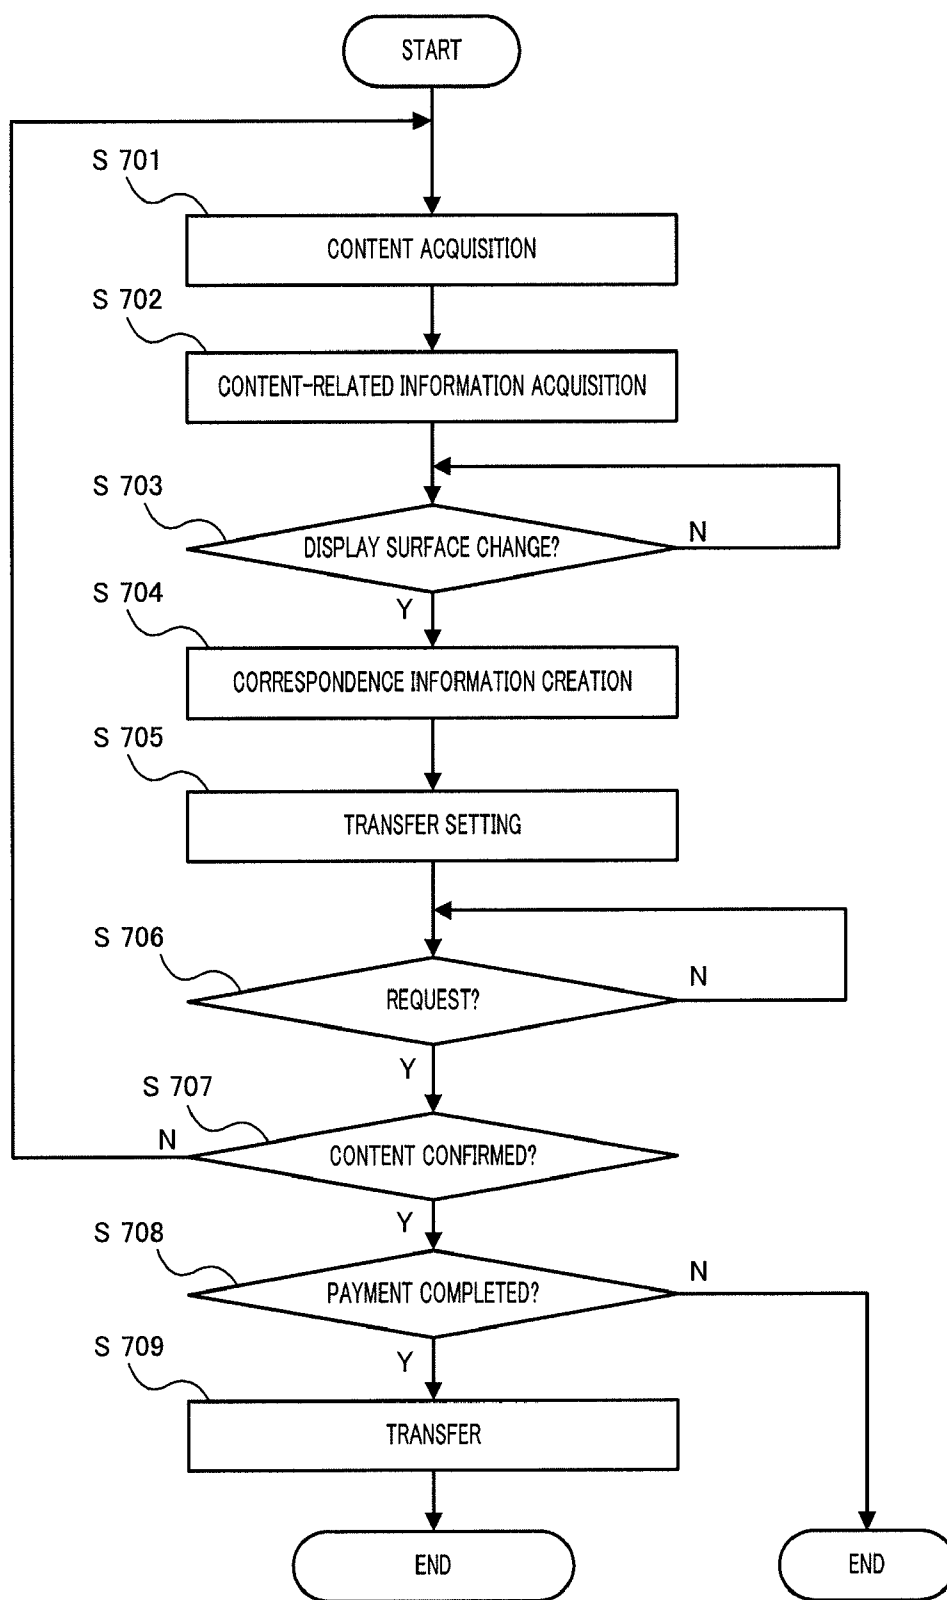 START
S 701
CONTENT ACQUISITION
S 702
CONTENT-RELATED INFORMATION ACQUISITION
S 703
DISPLAY SURFACE CHANGE?
N
Y
S 704
CORRESPONDENCE INFORMATION CREATION
S 705
TRANSFER SETTING
S 706
REQUEST?
N
Y
S 707
N
CONTENT CONFIRMED?
Y
S 708
PAYMENT COMPLETED?
N
Y
S 709
TRANSFER
END
END